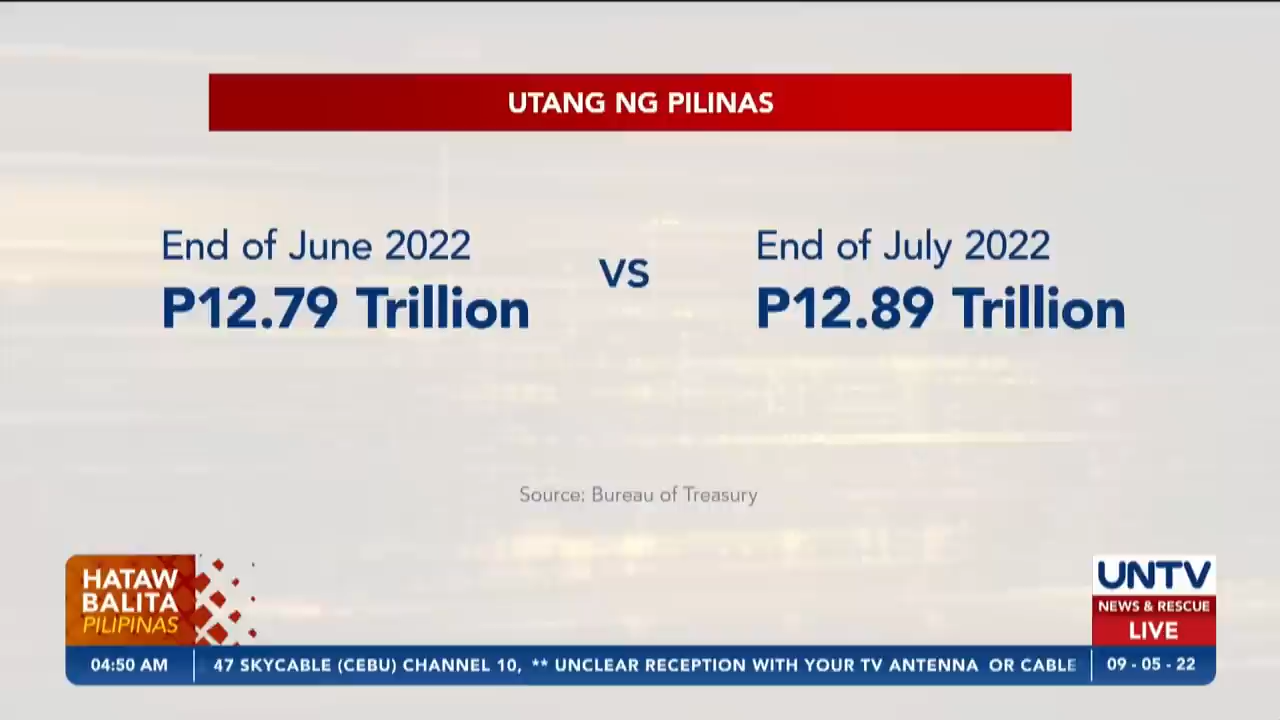 UTANG NG PILINAS
End of June 2022
P12.79 Trillion
VS
End of July 2022
P12.89 Trillion
Source: Bureau of Treasury
HATAW
BALITA
PILIPINAS
UNTV
NEWS & RESCUE
LIVE
04:50 AM
47 SKYCABLE (CEBU) CHANNEL 10, ** UNCLEAR RECEPTION WITH YOUR TV ANTENNA OR CABLE
09 - 05 - 22